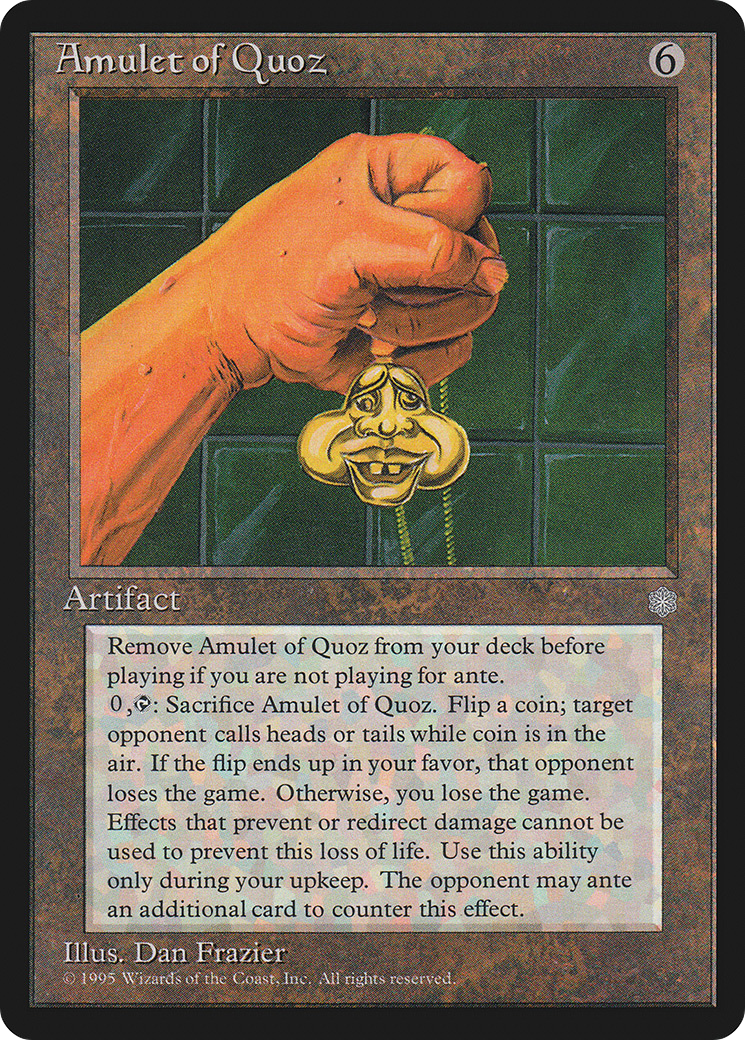 Amulet of Quoz
6
Artifact
Remove Amulet of Quoz from your deck before
playing if you are not playing for ante.
0, : Sacrifice Amulet of Quoz. Flip a coin; target
opponent calls heads or tails while coin is in the
air. If the flip ends up in your favor, that opponent
loses the game. Otherwise, you lose the game.
Effects that prevent or redirect damage cannot be
used to prevent this loss of life. Use this ability
only during your upkeep. The opponent may ante
an additional card to counter this effect.
Illus. Dan Frazier
© 1995 Wizards of the Coast, Inc. All rights reserved.